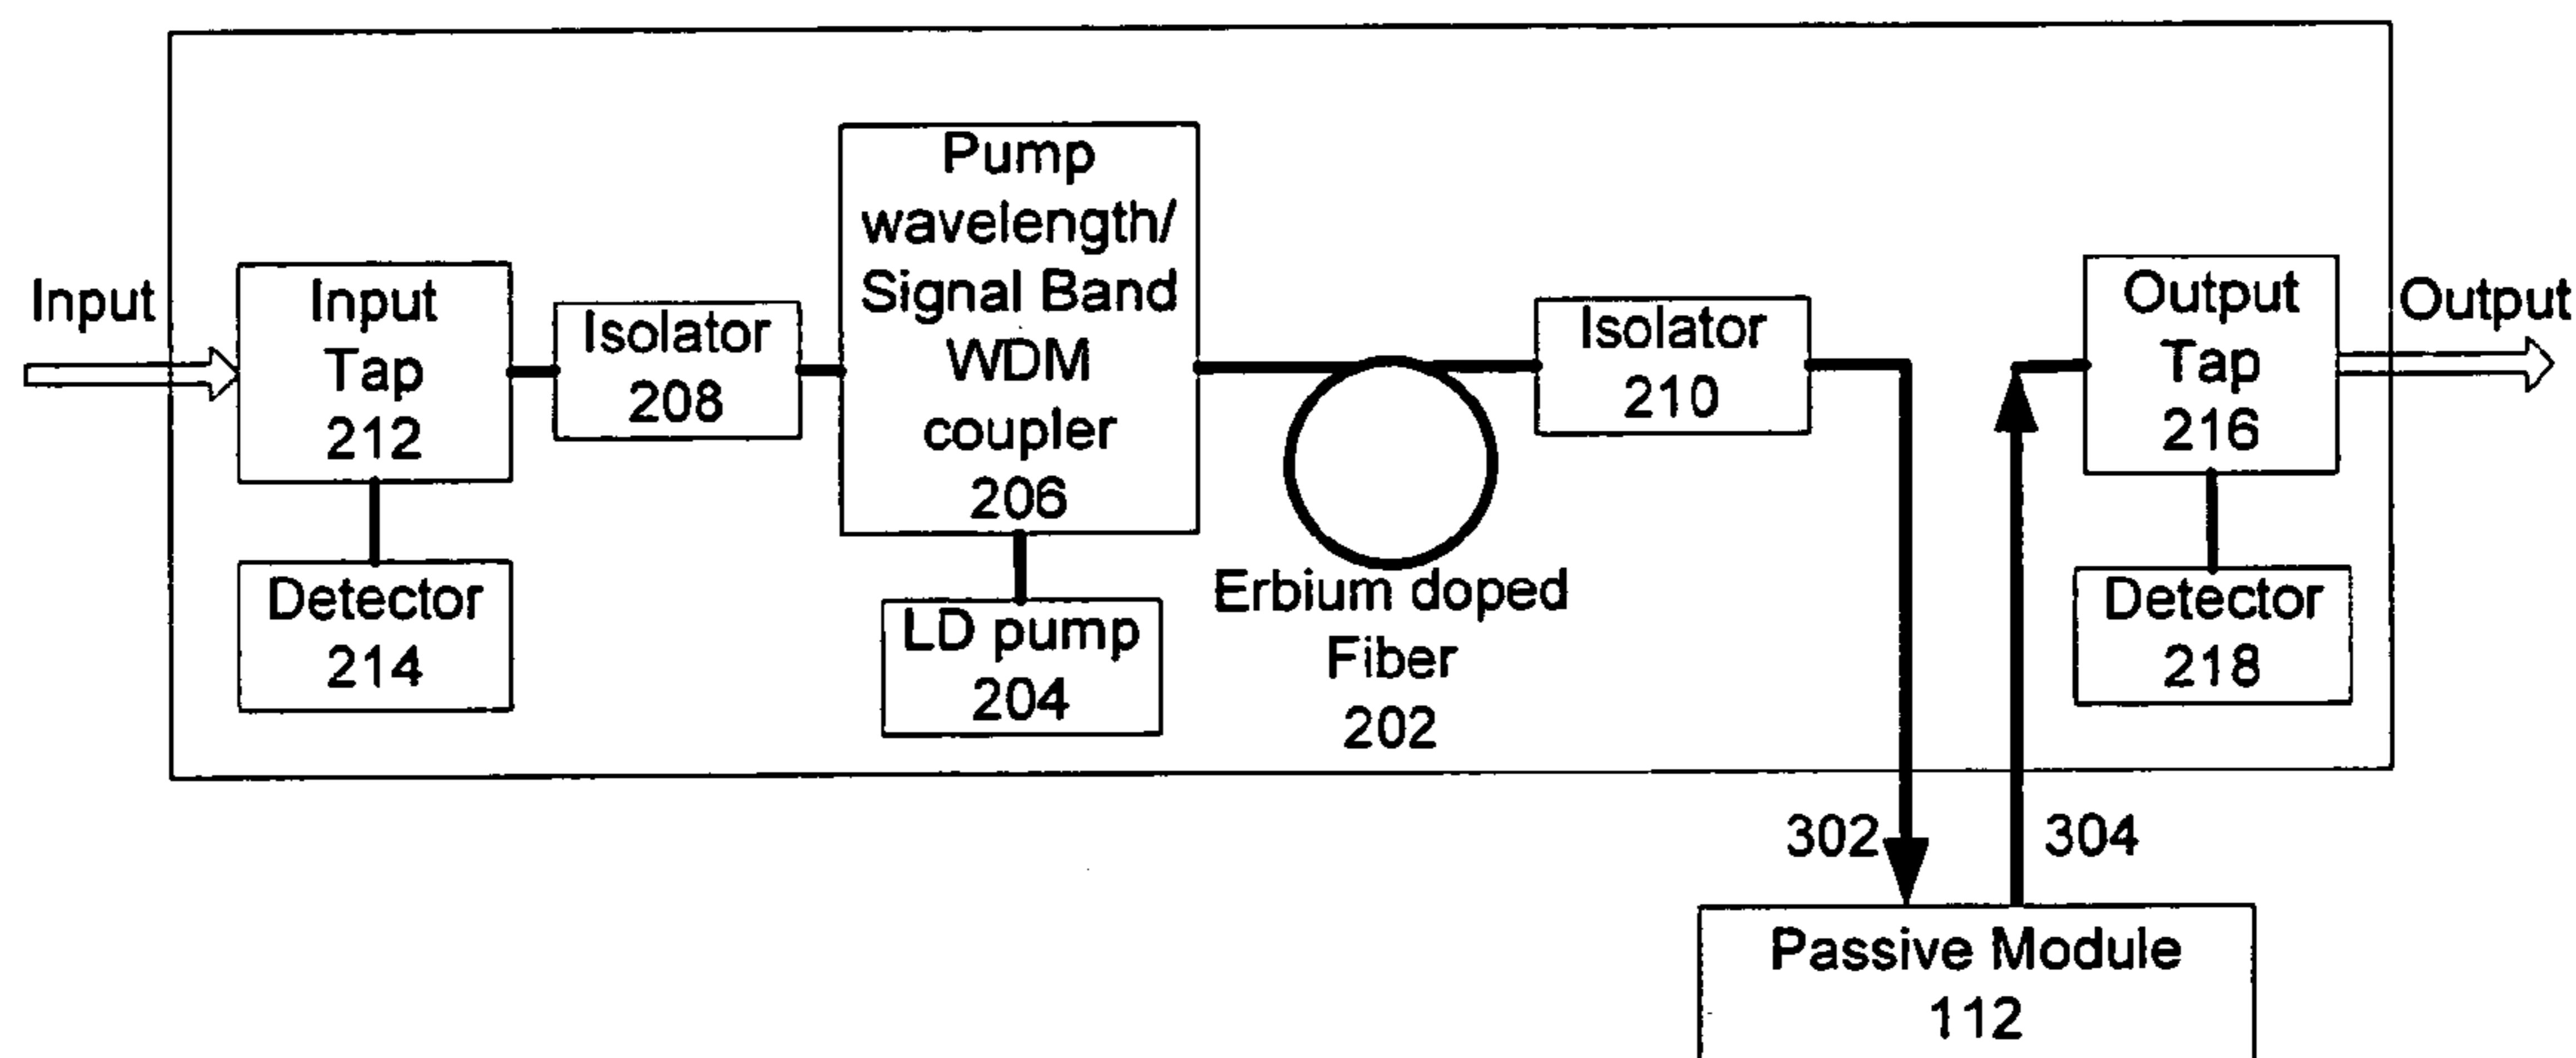 Input
Input
Tap
212
Detector
214
Isolator
208
Pump
wavelength/
Signal Band
WDM
coupler
206
LD pump
204
Erbium doped
Fiber
202
Isolator
210
Output
Tap
216
Detector
218
Output
302
304
Passive Module
112